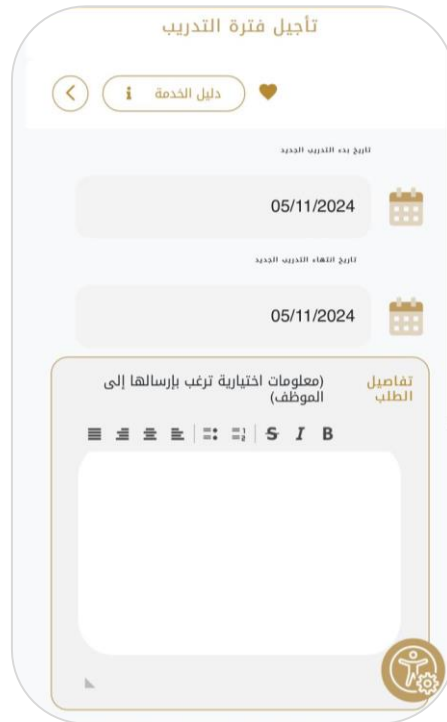 تأجيل فترة التدريب
دليل الخدمة i
تاريخ بدء التدريب الجديد
05/11/2024
تاريخ انتهاء التدريب الجديد
05/11/2024
تفاصيل الطلب
(معلومات اختيارية ترغب بإرسالها إلى
الموظف)
B I S